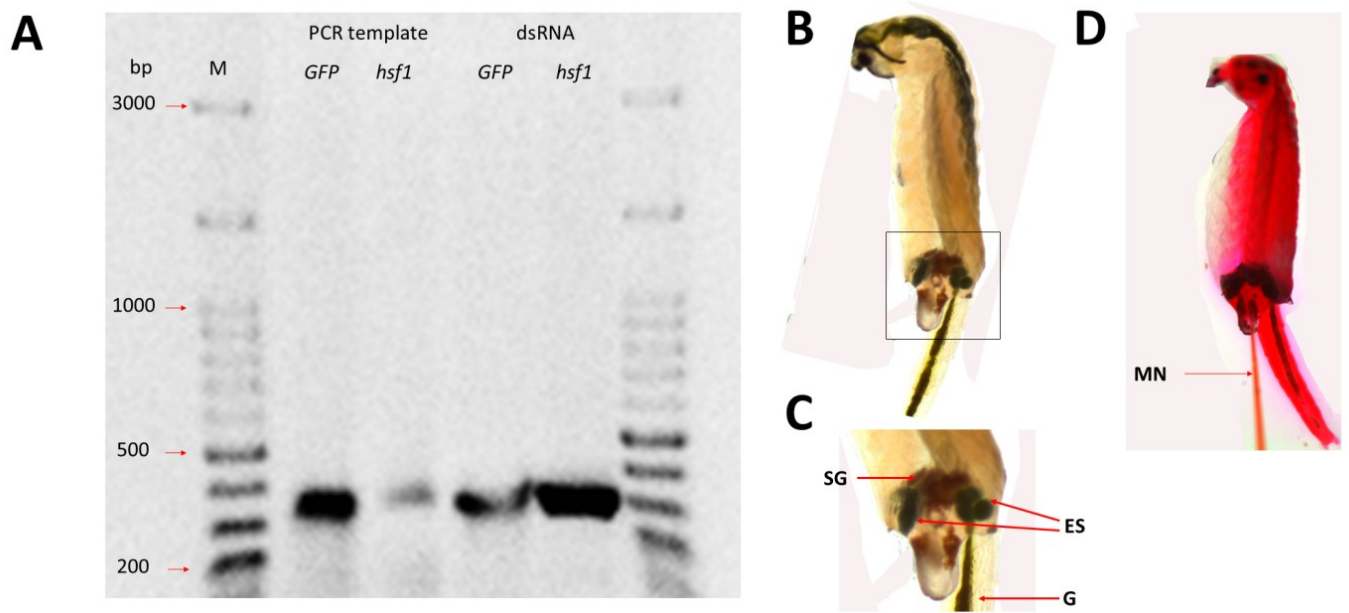 A
PCR template dsRNA
bp M GFP hsf1 GFP hsf1
3000
1000
500
200
B
C
SG
ES
G
D
MN